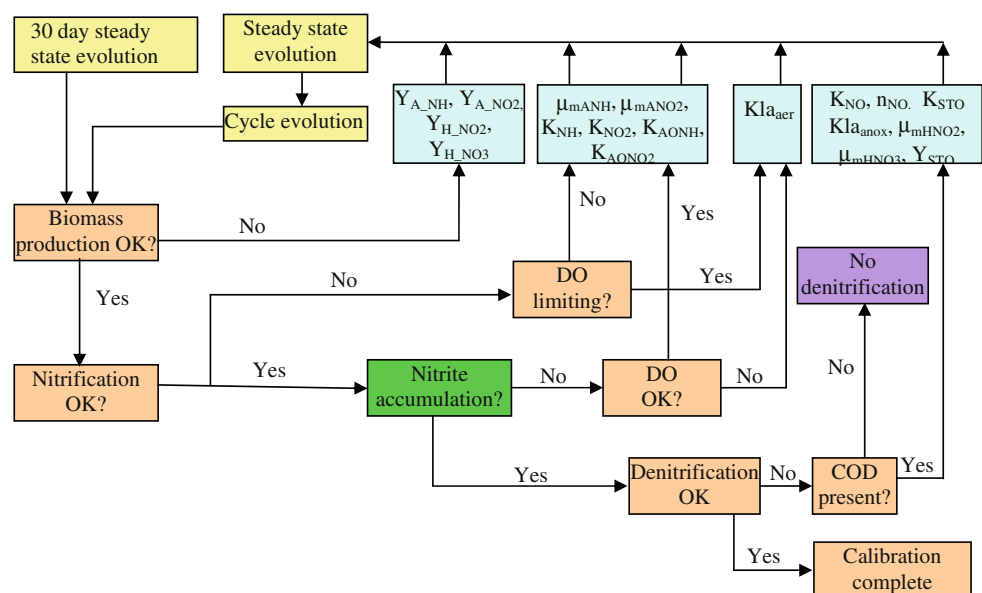 30 day steady
state evolution
Steady state
evolution
Cycle evolution
Y_A_NH, Y_A_NO2,
Y_H_NO2,
Y_H_NO3
μmANH, μmANO2,
KNH, KNO2, KAONH,
KAONO2
Klaaer
KNO, nNO. KSTO
Klaanox, μmHNO2,
μmHNO3, YSTO
Biomass
production OK?
No
No
Yes
Yes
No
DO
limiting?
Yes
No
denitrification
Nitrification
OK?
Yes
Nitrite
accumulation?
No
DO
OK?
No
No
Yes
Denitrification
OK
No
COD
present?
Yes
Yes
Calibration
complete